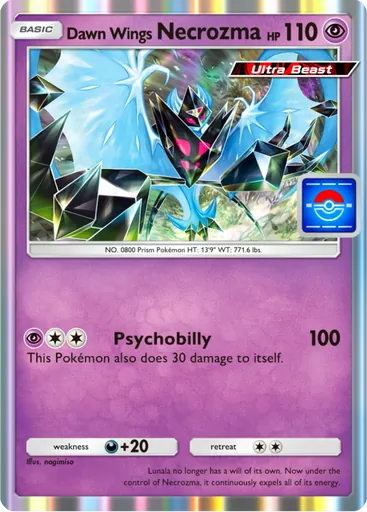 BASIC
Dawn Wings Necrozma HP 110
Ultra Beast
NO. 0800 Prism Pokémon HT: 13'9" WT: 771.6 lbs.
Psychobilly 100
This Pokémon also does 30 damage to itself.
weakness +20 retreat
Illus. nagimiso
Lunala no longer has a will of its own. Now under the
control of Necrozma, it continuously expels all of its energy.